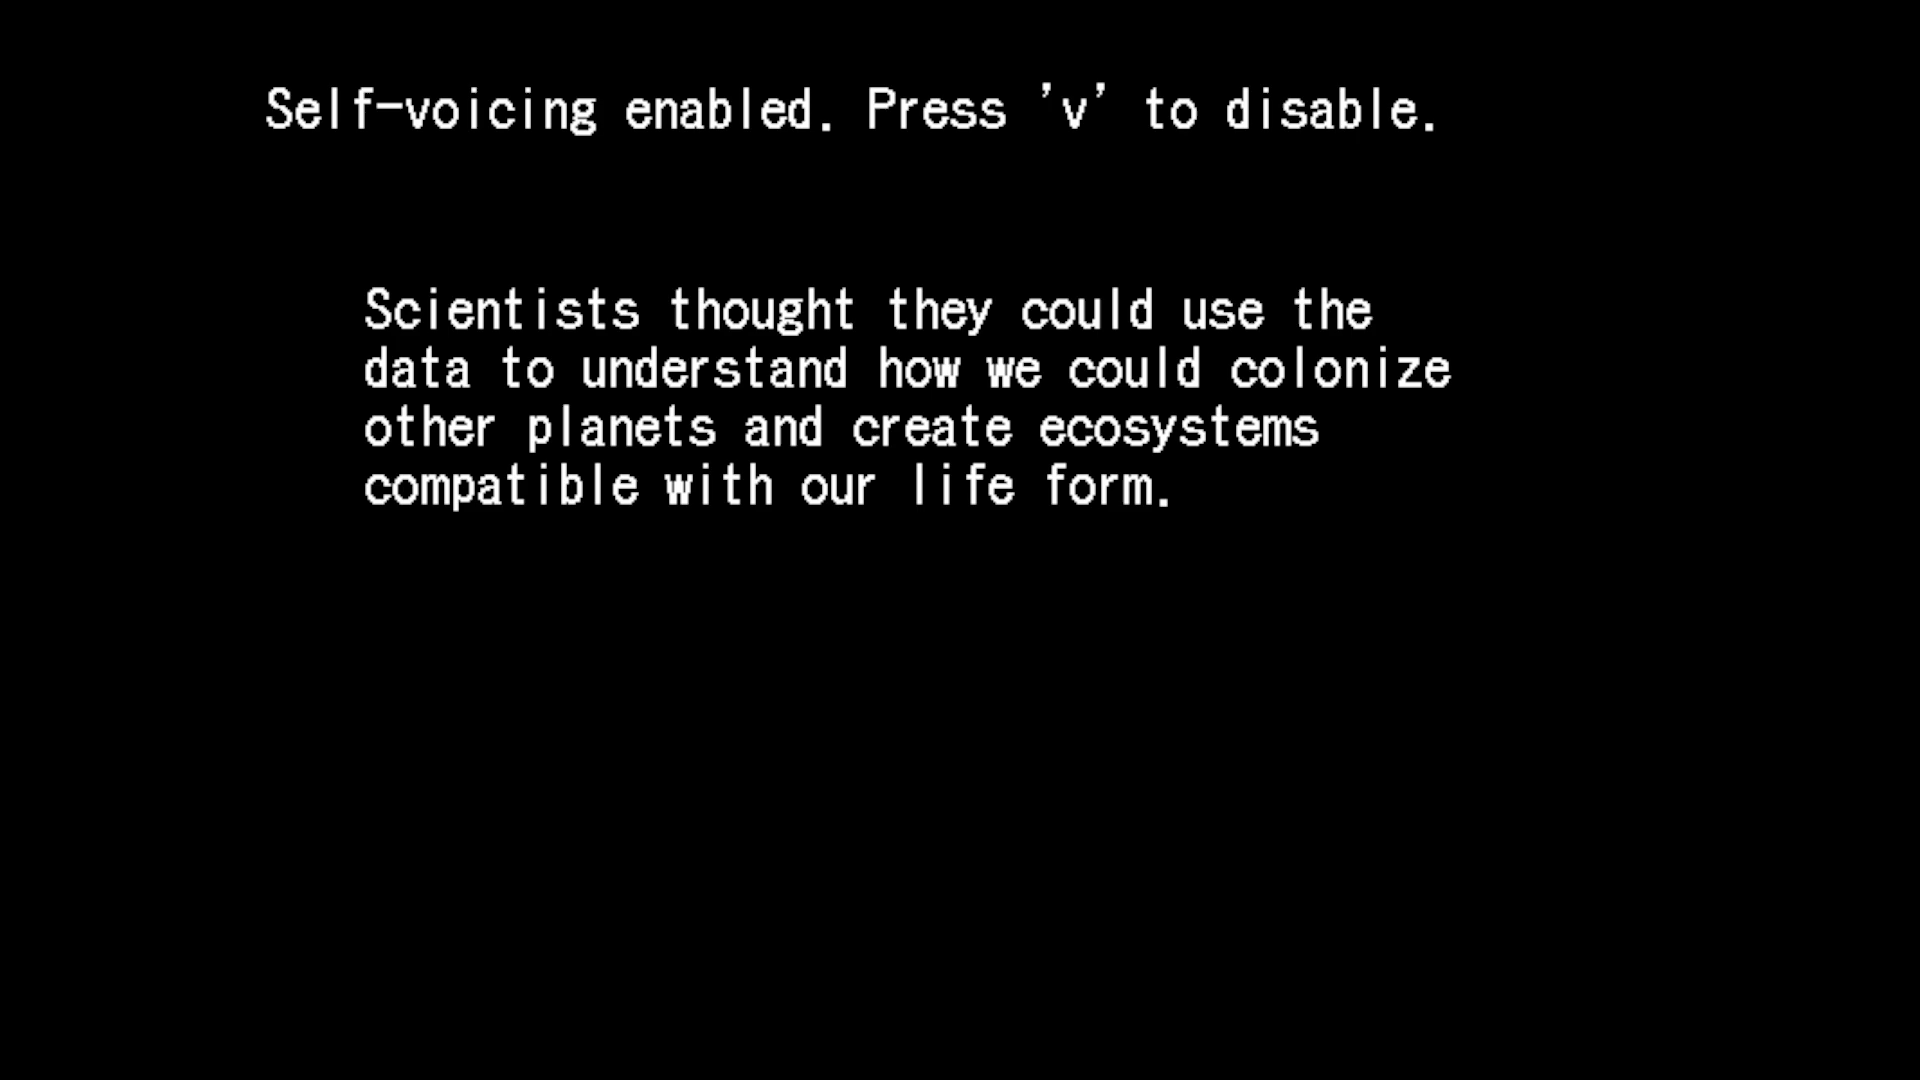 Self-voicing enabled. Press 'v' to disable.
Scientists thought they could use the
data to understand how we could colonize
other planets and create ecosystems
compatible with our life form.